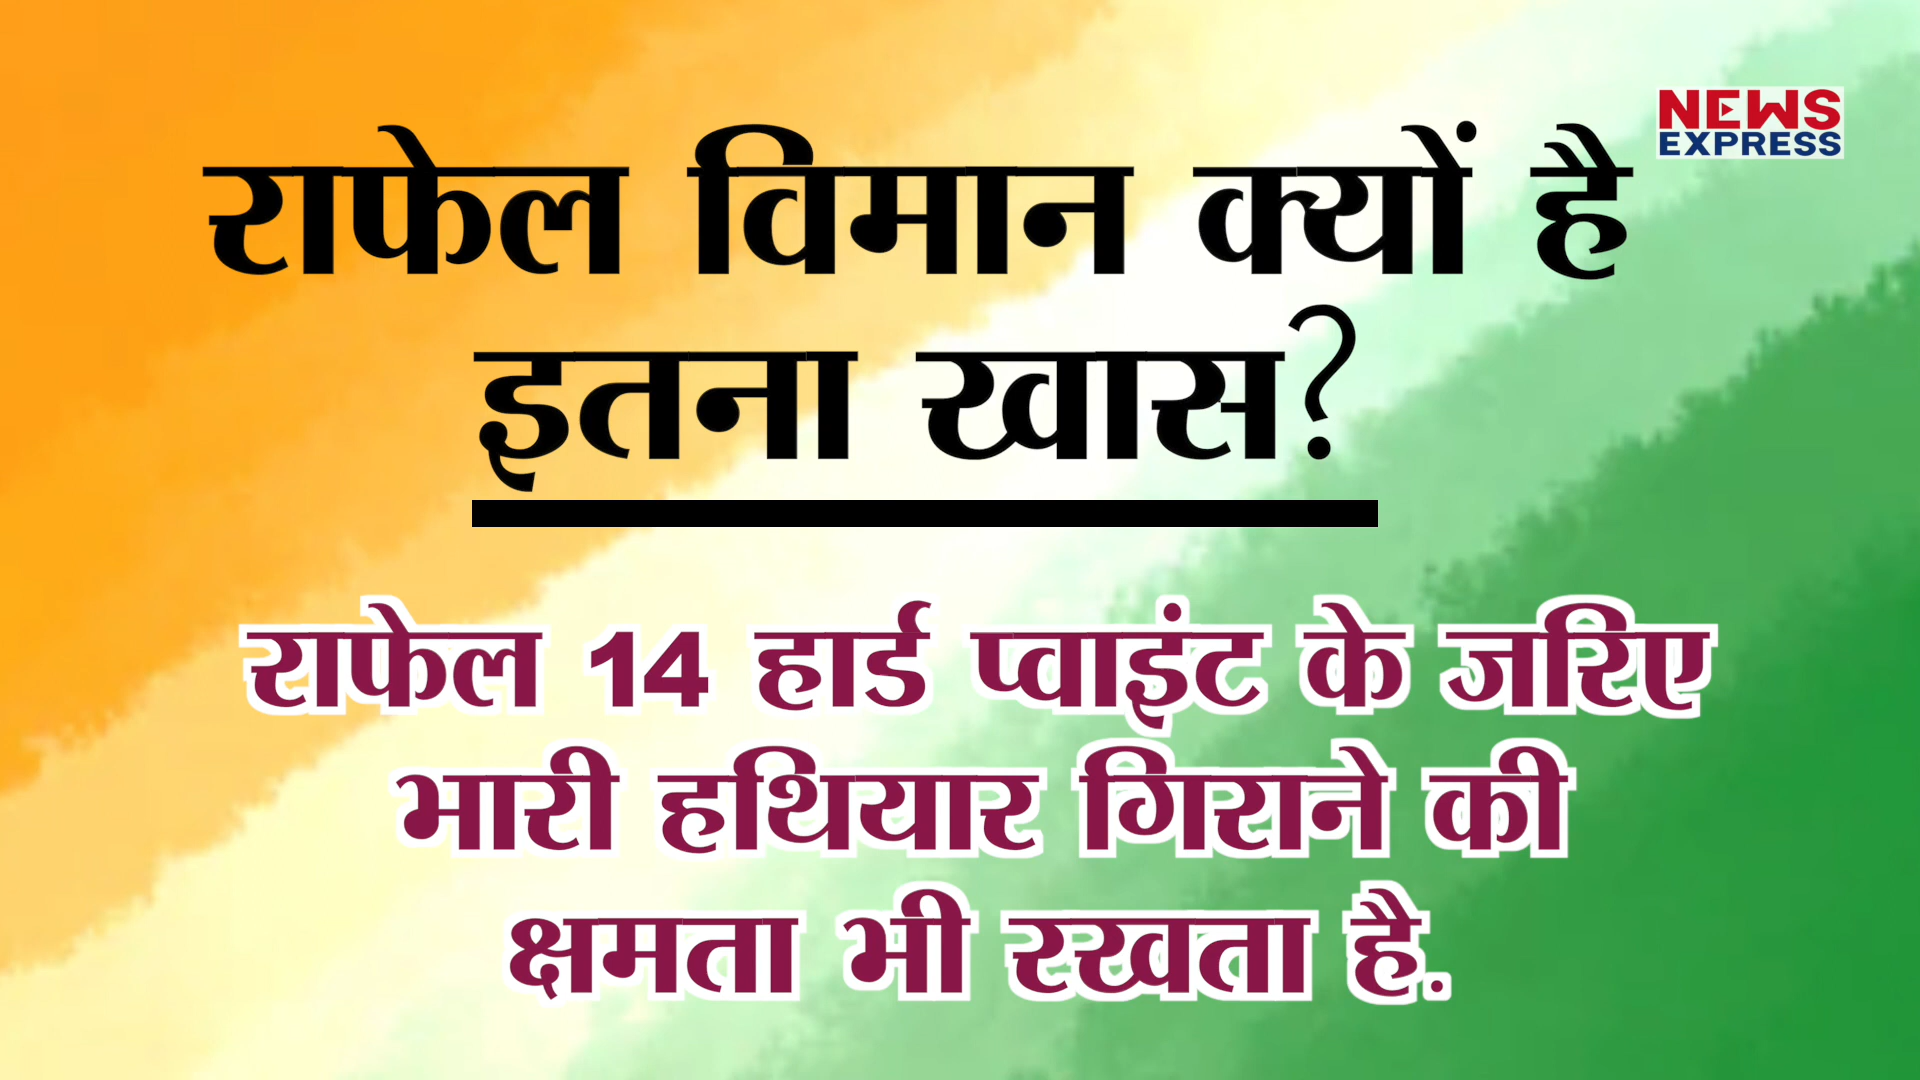 NEWS
EXPRESS
राफेल विमान क्यों है
इतना खास?
राफेल 14 हार्ड प्वाइंट के जरिए
भारी हथियार गिराने की
क्षमता भी रखता है.